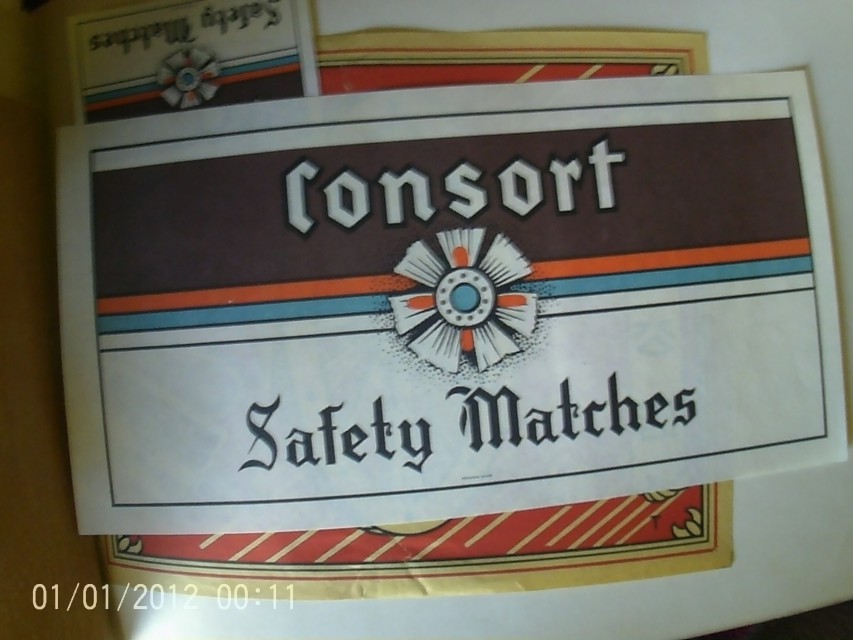 Safety Matches
Consort
Safety Matches
01/01/2012 00:11